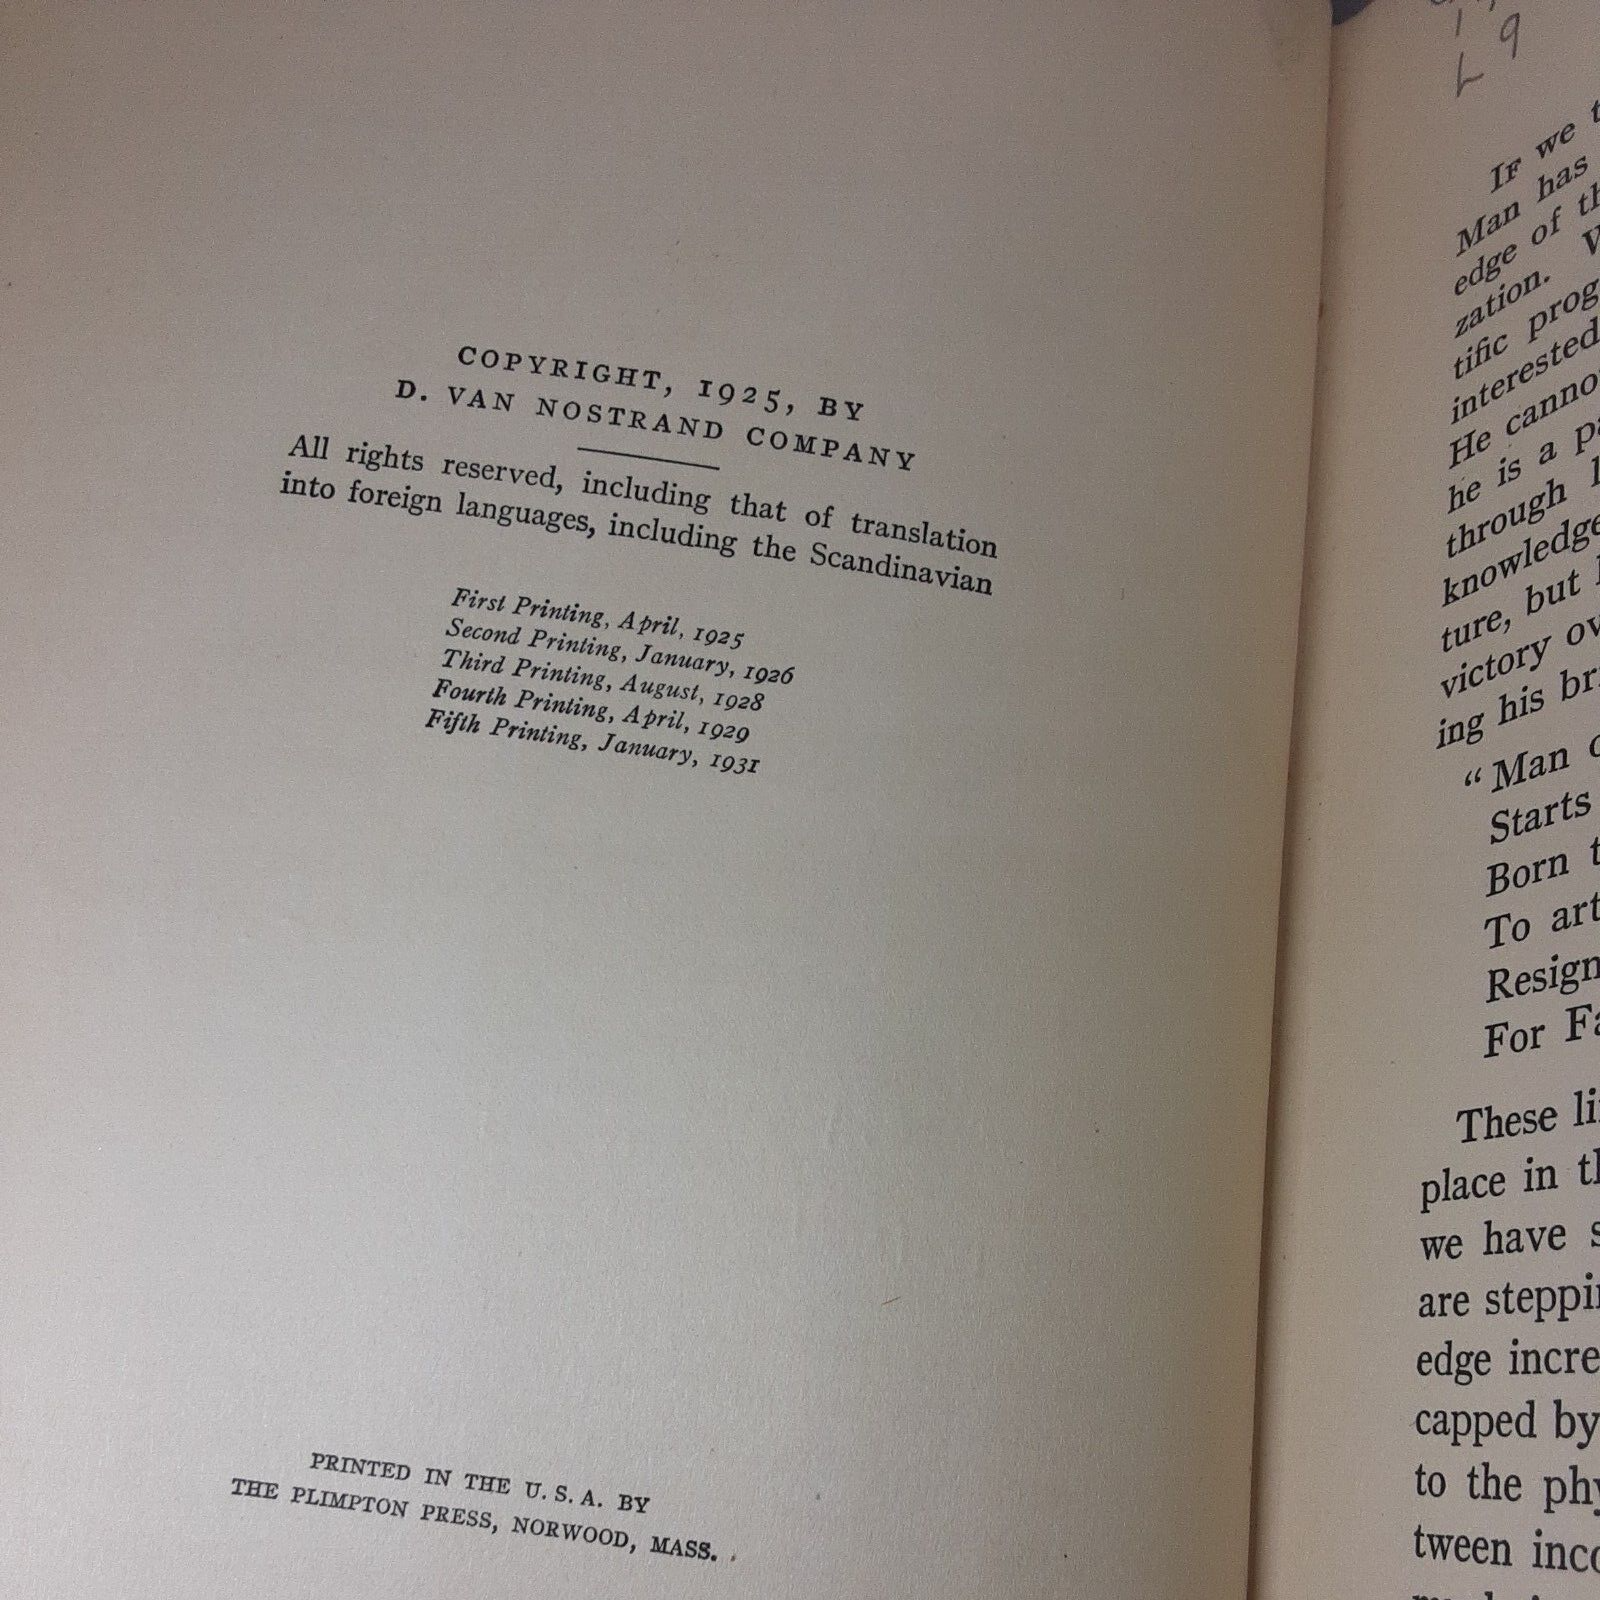 COPYRIGHT, 1925, BY
D. VAN NOSTRAND COMPANY
All rights reserved, including that of translation
into foreign languages, including the Scandinavian
First Printing, April, 1925
Second Printing, January, 1926
Third Printing, August, 1928
Fourth Printing, April, 1929
Fifth Printing, January, 1931
PRINTED IN THE U. S. A. BY
THE PLIMPTON PRESS, NORWOOD, MASS.
9
L
IF we
Man has
edge of
zation.
tific prog
interested
He canno
he is a
through
knowledge
ture, but
victory ov
ing his
“Man
Starts
Born
To art
Resign
For
These
place in
we have
are steppi
edge incre
capped by
to the phy
tween inco